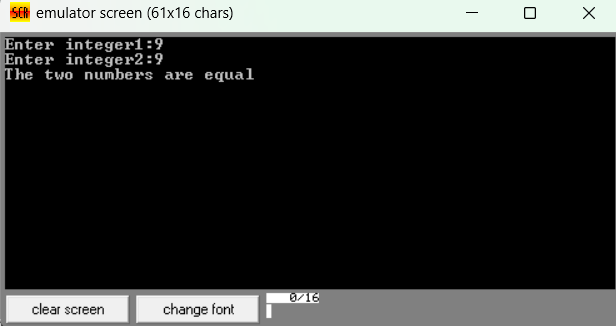 SCR emulator screen (61x16 chars)
Enter integer1:9
Enter integer2:9
The two numbers are equal
clear screen change font 0/16